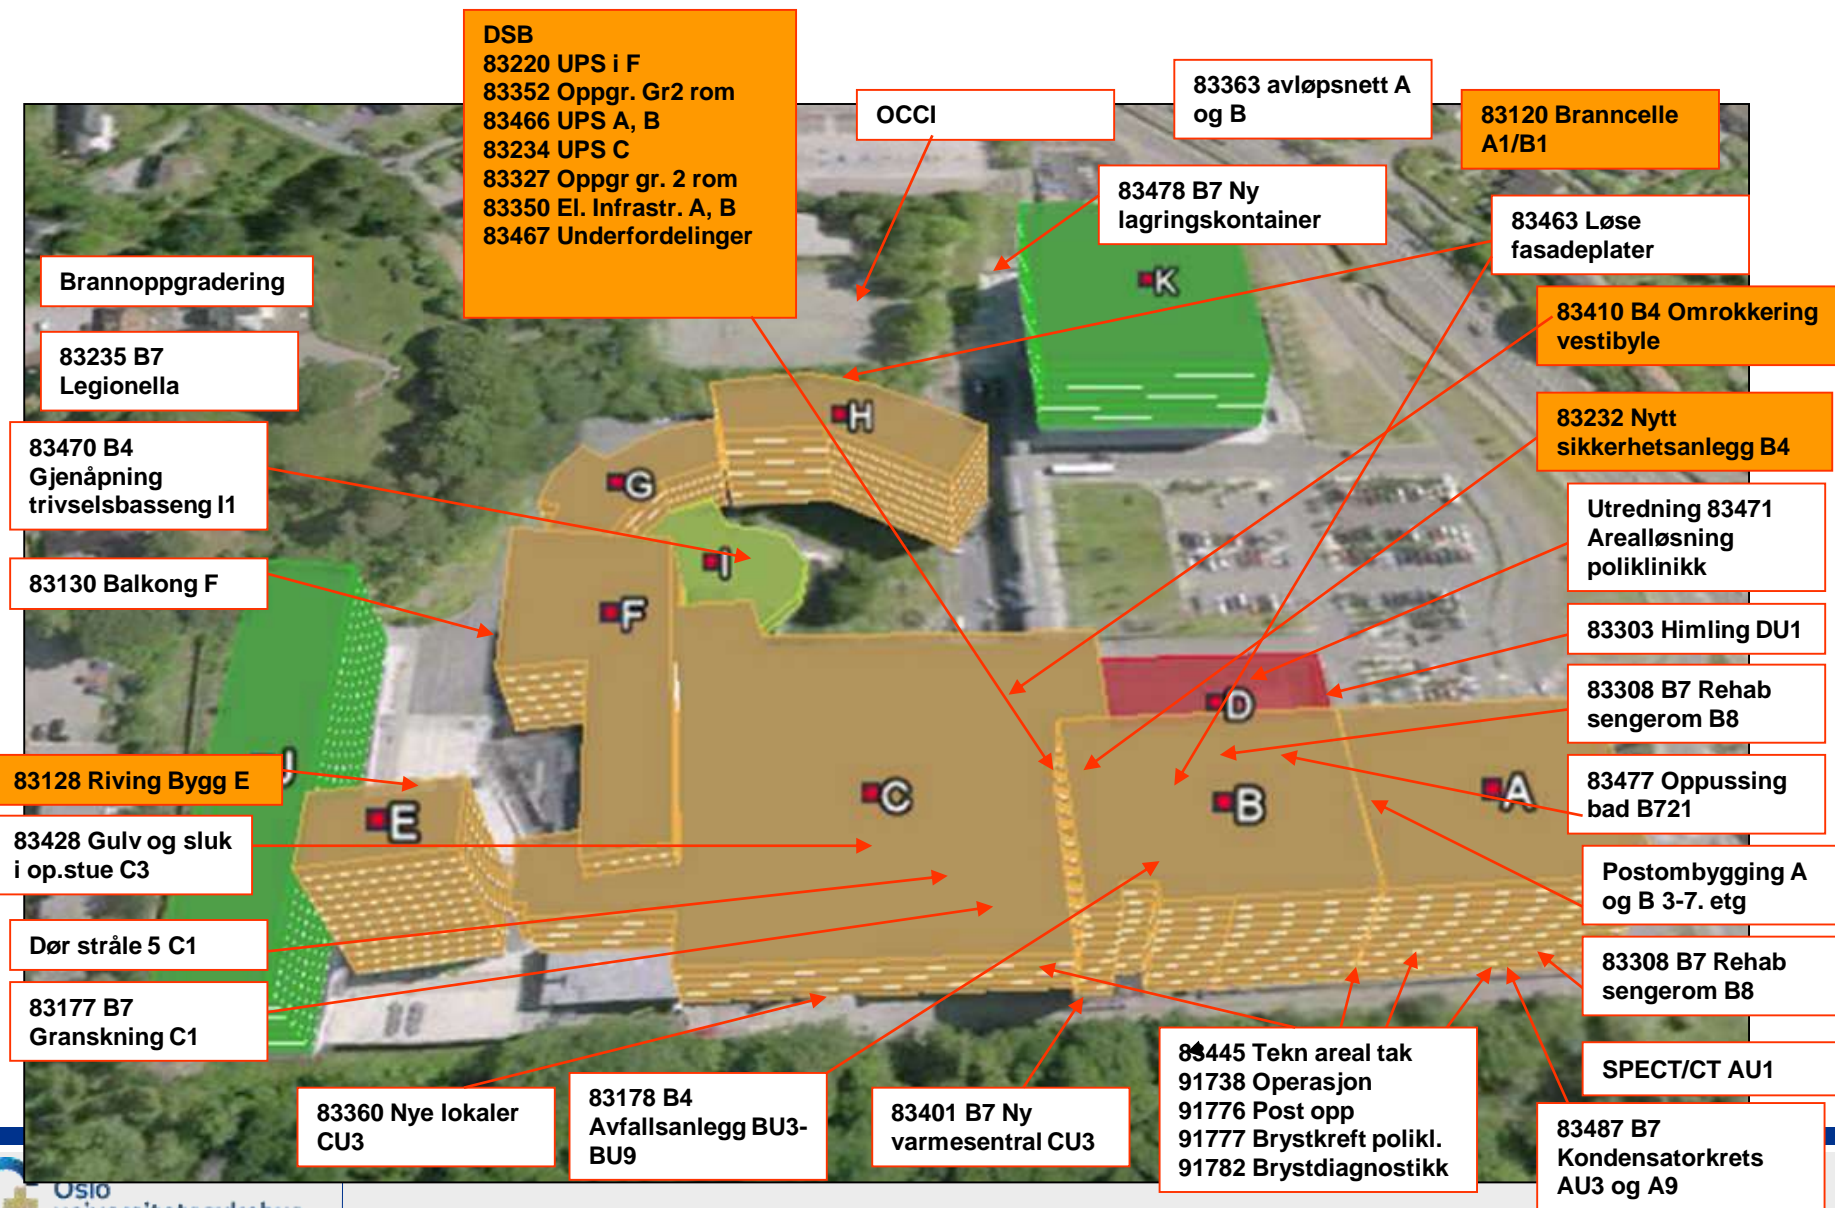 DSB
83220 UPS i F
83352 Oppgr. Gr2 rom
83466 UPS A, B
83234 UPS C
83327 Oppgr gr. 2 rom
83350 El. Infrastr. A, B
83467 Underfordelinger
OCCI
83363 avløpsnett A
og B
83120 Branncelle
A1/B1
83478 B7 Ny
lagringskontainer
83463 Løse
fasadeplater
Brannoppgradering
83410 B4 Omrokkering
vestibyle
83235 B7
Legionella
83232 Nytt
sikkerhetsanlegg B4
83470 B4
Gjenåpning
trivselsbasseng I1
Utredning 83471
Arealløsning
poliklinikk
83130 Balkong F
83303 Himling DU1
83308 B7 Rehab
sengerom B8
83128 Riving Bygg E
83477 Oppussing
bad B721
83428 Gulv og sluk
i op.stue C3
Postombygging A
og B 3-7. etg
Dør stråle 5 C1
83308 B7 Rehab
sengerom B8
83177 B7
Granskning C1
SPECT/CT AU1
83360 Nye lokaler
CU3
83178 B4
Avfallsanlegg BU3-
BU9
83401 B7 Ny
varmesentral CU3
83445 Tekn areal tak
91738 Operasjon
91776 Post opp
91777 Brystkreft polikl.
91782 Brystdiagnostikk
83487 B7
Kondensatorkrets
AU3 og A9
K
H
G
I
F
D
J
E
C
B
A
Oslo